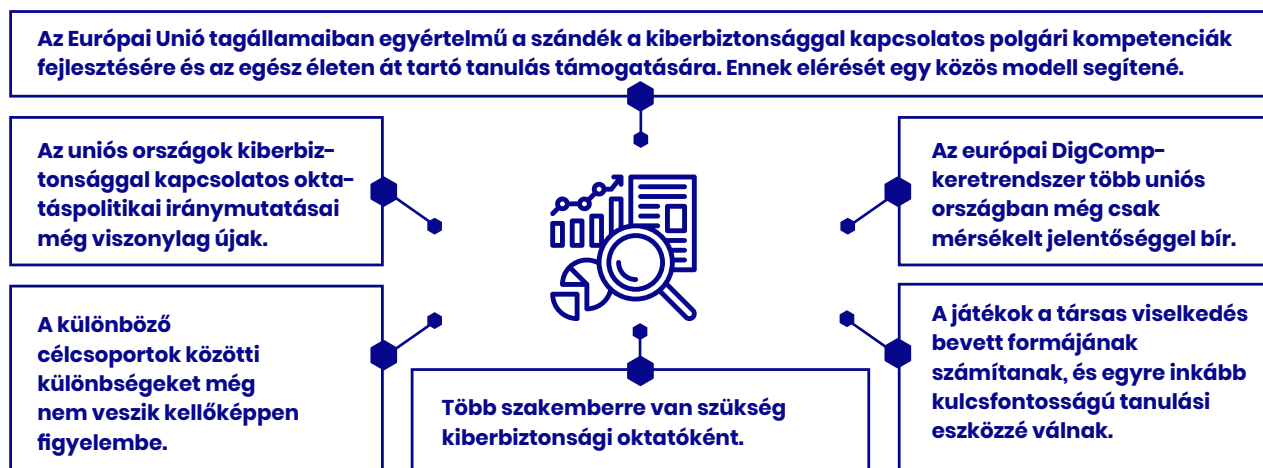 Az Európai Unió tagállamaiban egyértelmű a szándék a kiberbiztonsággal kapcsolatos polgári kompetenciák
fejlesztésére és az egész életen át tartó tanulás támogatására. Ennek elérését egy közös modell segítené.
Az uniós országok kiberbiz-
tonsággal kapcsolatos okta-
táspolitikai iránymutatásai
még viszonylag újak.
Az európai DigComp-
keretrendszer több uniós
országban még csak
mérsékelt jelentőséggel bír.
A különböző
célcsoportok közötti
különbségeket még
nem veszik kellőképpen
figyelembe.
Több szakemberre van szükség
kiberbiztonsági oktatóként.
A játékok a társas viselkedés
bevett formájának
számítanak, és egyre inkább
kulcsfontosságú tanulási
eszközzé válnak.